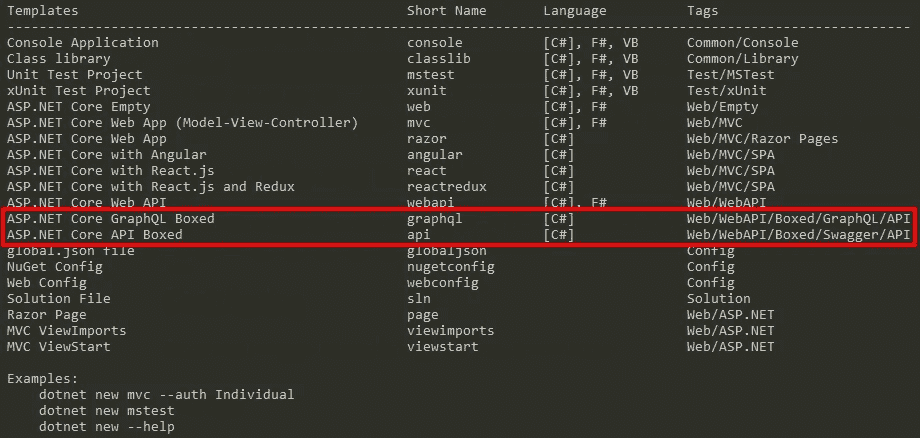 Templates Short Name Language Tags
----------------------------------------------------------------------------------------------------------------
Console Application console [C#], F#, VB Common/Console
Class library classlib [C#], F#, VB Common/Library
Unit Test Project mstest [C#], F#, VB Test/MSTest
xUnit Test Project xunit [C#], F#, VB Test/xUnit
ASP.NET Core Empty web [C#], F# Web/Empty
ASP.NET Core Web App (Model-View-Controller) mvc [C#], F# Web/MVC
ASP.NET Core Web App razor [C#] Web/MVC/Razor Pages
ASP.NET Core with Angular angular [C#] Web/MVC/SPA
ASP.NET Core with React.js react [C#] Web/MVC/SPA
ASP.NET Core with React.js and Redux reactredux [C#] Web/MVC/SPA
ASP.NET Core Web API webapi [C#], F# Web/WebAPI
ASP.NET Core GraphQL Boxed graphql [C#] Web/WebAPI/Boxed/GraphQL/API
ASP.NET Core API Boxed api [C#] Web/WebAPI/Boxed/Swagger/API
global.json file globaljson Config
NuGet Config nugetconfig Config
Web Config webconfig Config
Solution File sln Solution
Razor Page page Web/ASP.NET
MVC ViewImports viewimports Web/ASP.NET
MVC ViewStart viewstart Web/ASP.NET
Examples:
dotnet new mvc --auth Individual
dotnet new mstest
dotnet new --help